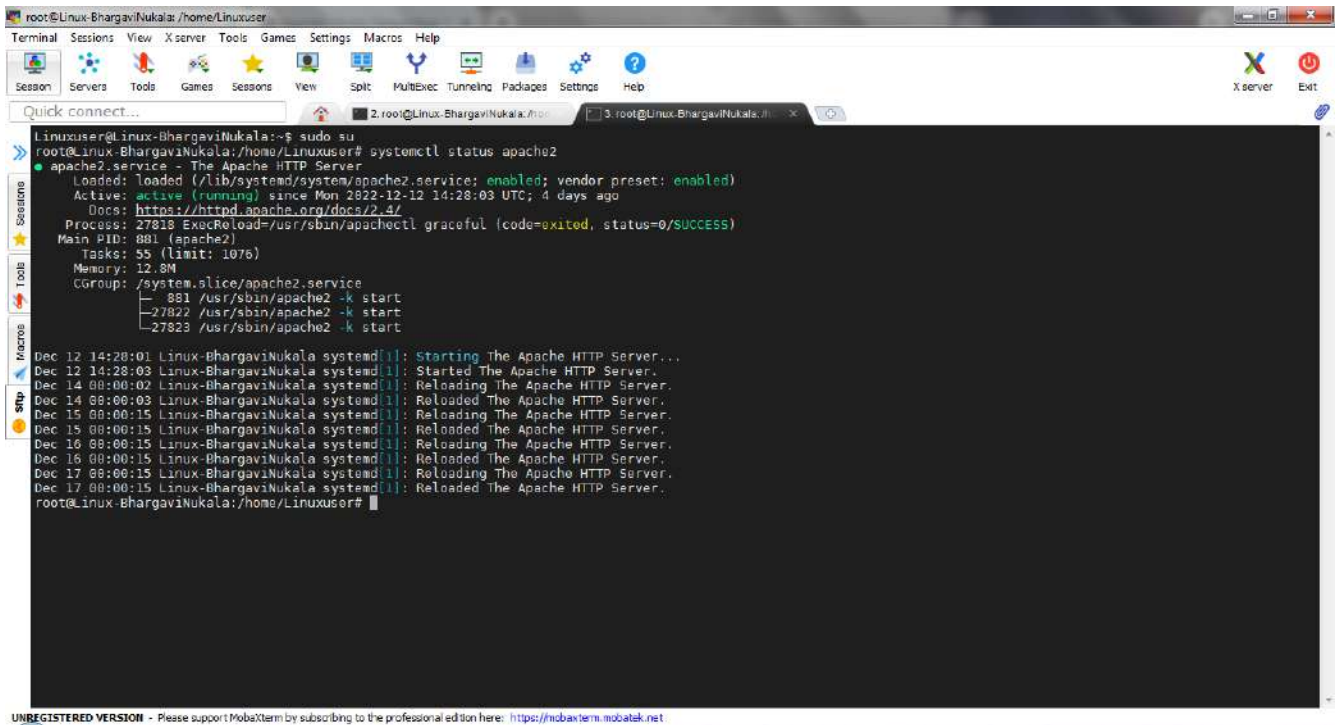 root@Linux-BhargaviNukala: /home/Linuxuser
Terminal Sessions View X server Tools Games Settings Macros Help
Session Servers Tools Games Sessions View Split MultiExec Tunneling Packages Settings Help X server Exit
Quick connect...
2. root@Linux-BhargaviNukala: /ho
3. root@Linux-BhargaviNukala: /h
Sessions
Tools
Macros
Sftp
Linuxuser@Linux-BhargaviNukala:~$ sudo su
root@Linux-BhargaviNukala:/home/Linuxuser# systemctl status apache2
● apache2.service - The Apache HTTP Server
Loaded: loaded (/lib/systemd/system/apache2.service; enabled; vendor preset: enabled)
Active: active (running) since Mon 2022-12-12 14:28:03 UTC; 4 days ago
Docs: https://httpd.apache.org/docs/2.4/
Process: 27818 ExecReload=/usr/sbin/apachectl graceful (code=exited, status=0/SUCCESS)
Main PID: 881 (apache2)
Tasks: 55 (limit: 1076)
Memory: 12.8M
CGroup: /system.slice/apache2.service
├─ 881 /usr/sbin/apache2 -k start
├─27822 /usr/sbin/apache2 -k start
└─27823 /usr/sbin/apache2 -k start
Dec 12 14:28:01 Linux-BhargaviNukala systemd[1]: Starting The Apache HTTP Server...
Dec 12 14:28:03 Linux-BhargaviNukala systemd[1]: Started The Apache HTTP Server.
Dec 14 00:00:02 Linux-BhargaviNukala systemd[1]: Reloading The Apache HTTP Server.
Dec 14 00:00:03 Linux-BhargaviNukala systemd[1]: Reloaded The Apache HTTP Server.
Dec 15 00:00:15 Linux-BhargaviNukala systemd[1]: Reloading The Apache HTTP Server.
Dec 15 00:00:15 Linux-BhargaviNukala systemd[1]: Reloaded The Apache HTTP Server.
Dec 16 00:00:15 Linux-BhargaviNukala systemd[1]: Reloading The Apache HTTP Server.
Dec 16 00:00:15 Linux-BhargaviNukala systemd[1]: Reloaded The Apache HTTP Server.
Dec 17 00:00:15 Linux-BhargaviNukala systemd[1]: Reloading The Apache HTTP Server.
Dec 17 00:00:15 Linux-BhargaviNukala systemd[1]: Reloaded The Apache HTTP Server.
root@Linux-BhargaviNukala:/home/Linuxuser#
UNREGISTERED VERSION - Please support MobaXterm by subscribing to the professional edition here: https://mobaxterm.mobatek.net